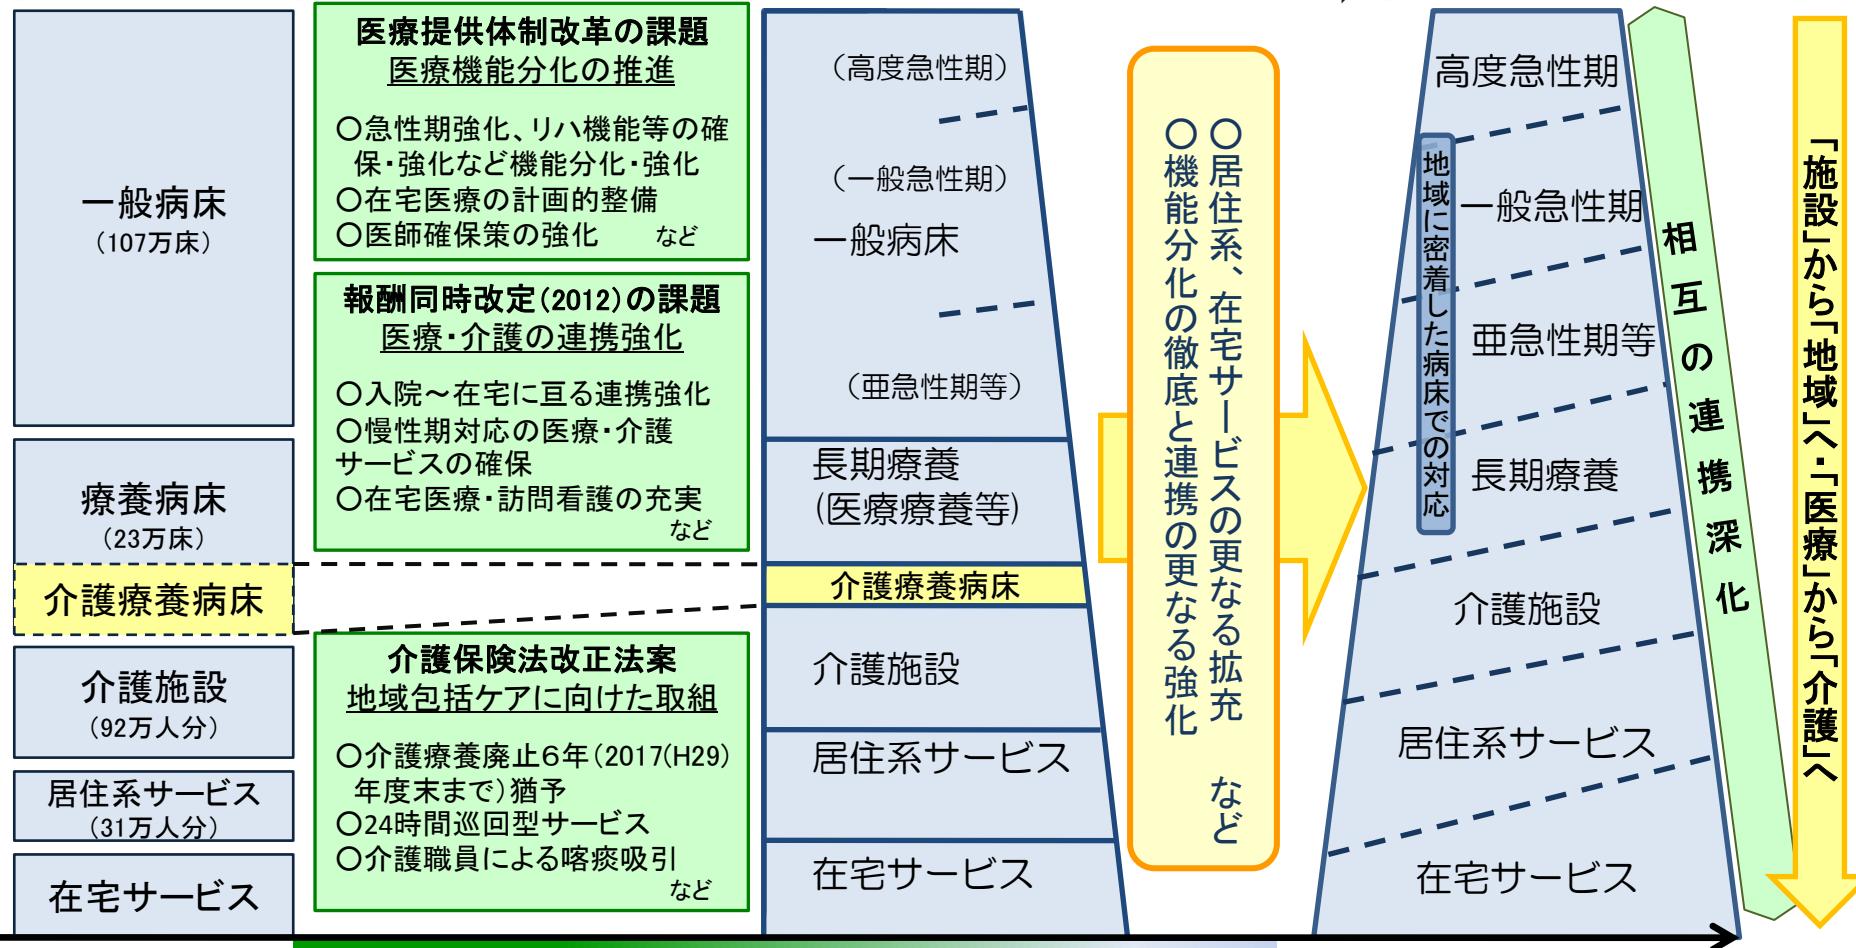 一般病床
(107万床)
療養病床
(23万床)
介護療養病床
介護施設
(92万人分)
居住系サービス
(31万人分)
在宅サービス
医療提供体制改革の課題
医療機能分化の推進
○急性期強化、リハ機能等の確
保・強化など機能分化・強化
○在宅医療の計画的整備
○医師確保策の強化 など
報酬同時改定(2012)の課題
医療・介護の連携強化
○入院～在宅に亘る連携強化
○慢性期対応の医療・介護
サービスの確保
○在宅医療・訪問看護の充実
など
介護保険法改正法案
地域包括ケアに向けた取組
○介護療養廃止6年(2017(H29)
年度末まで)猶予
○24時間巡回型サービス
○介護職員による喀痰吸引
など
(高度急性期)
(一般急性期)
一般病床
(亜急性期等)
長期療養
(医療療養等)
介護療養病床
介護施設
居住系サービス
在宅サービス
○居住系、在宅サービスの更なる拡充 など
○機能分化の徹底と連携の更なる強化
高度急性期
一般急性期
亜急性期等
長期療養
介護施設
居住系サービス
在宅サービス
地域に密着した病床での対応
相互の連携深化
「施設」から「地域」へ・「医療」から「介護」へ